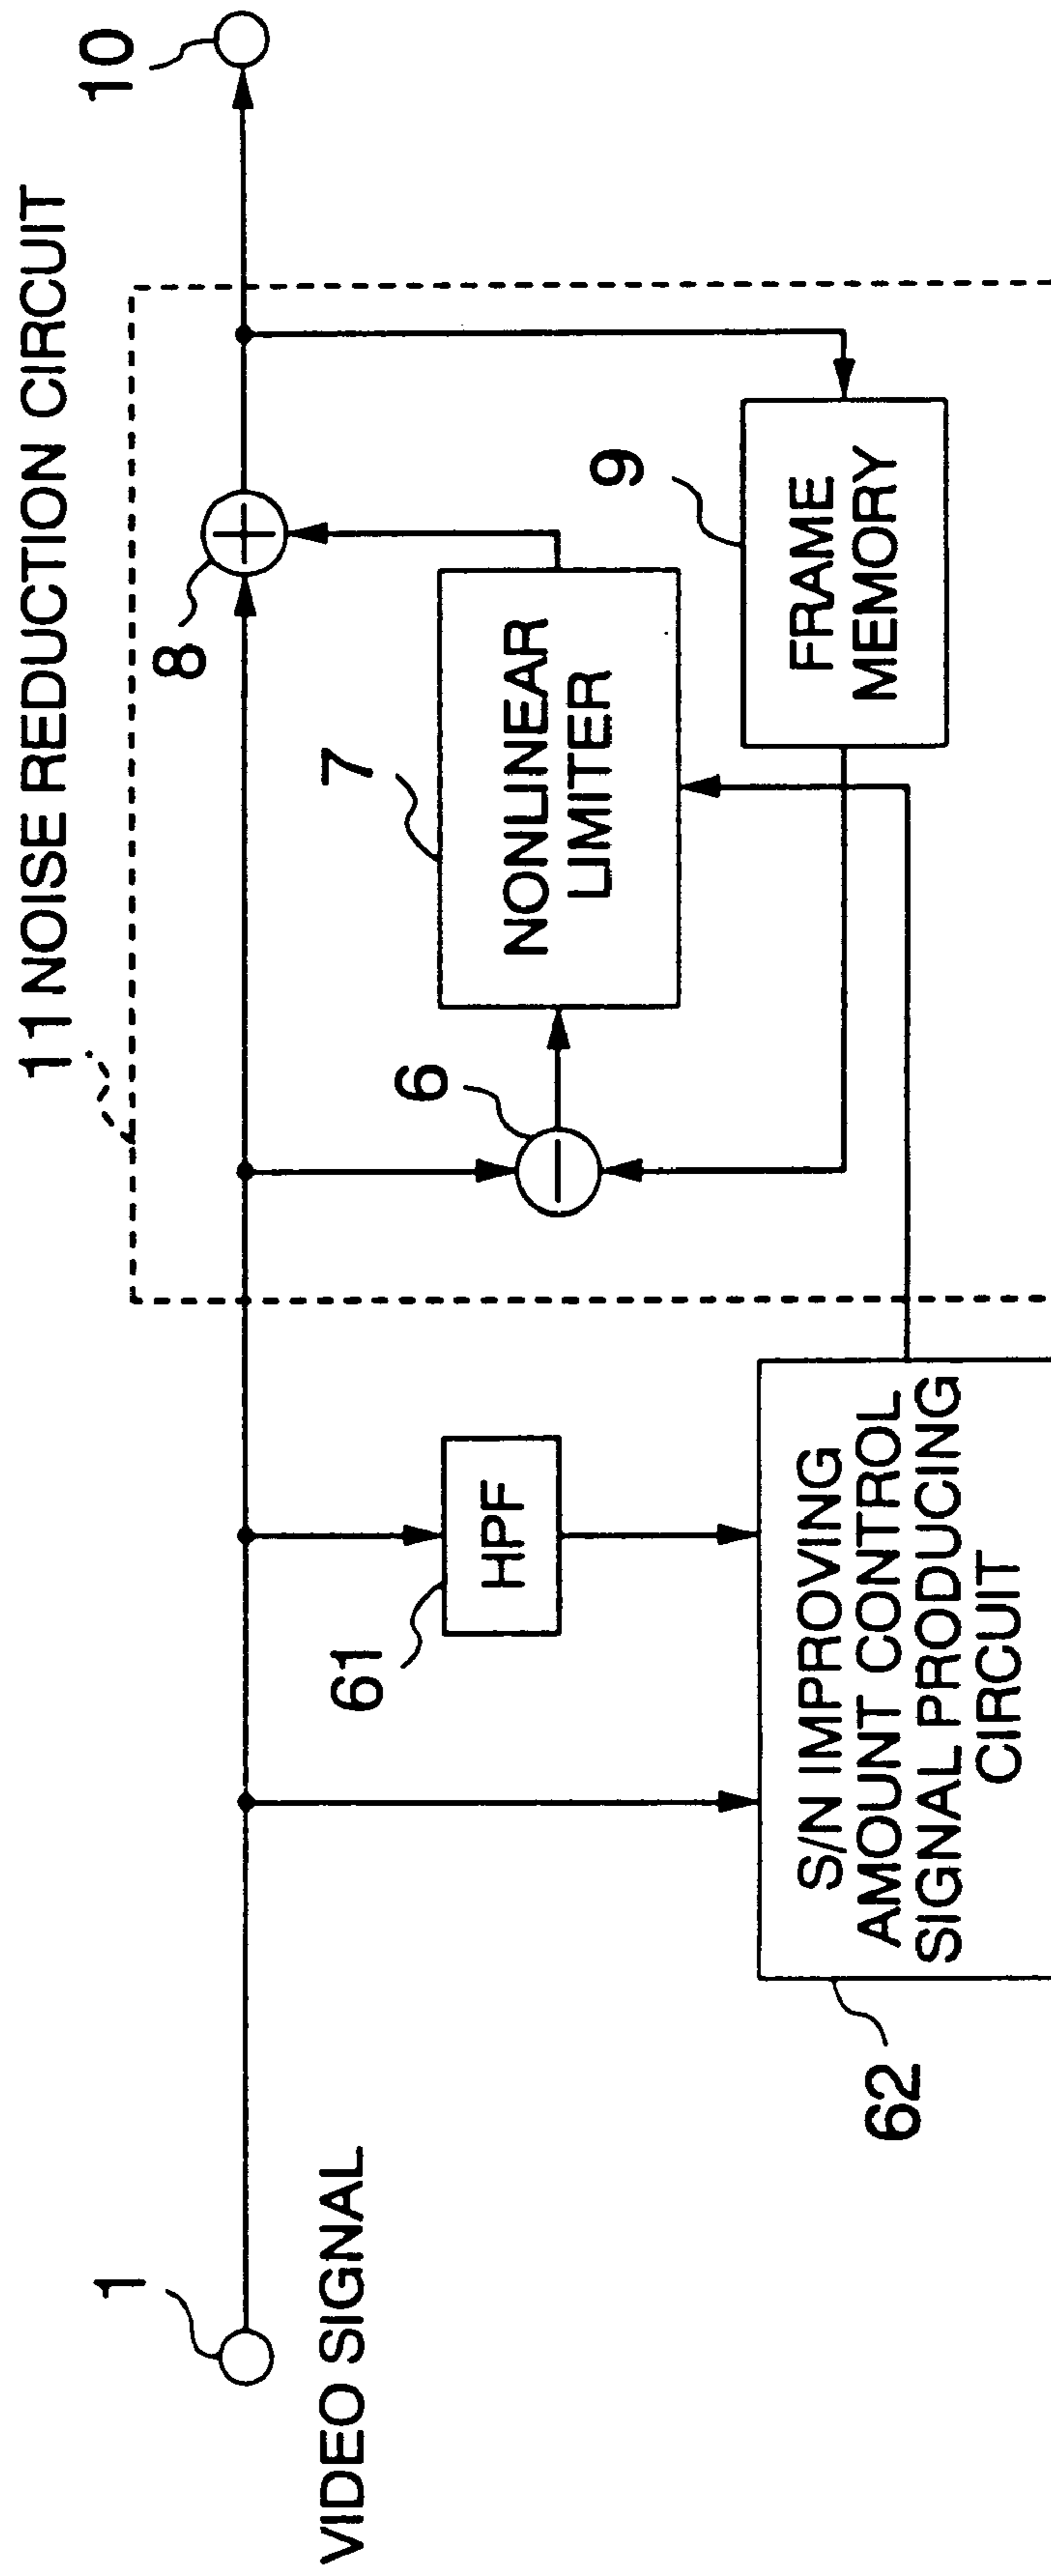 11 NOISE REDUCTION CIRCUIT
10
8
7
NONLINEAR
LIMITER
9
FRAME
MEMORY
6
61
HPF
S/N IMPROVING
AMOUNT CONTROL
SIGNAL PRODUCING
CIRCUIT
62
1
VIDEO SIGNAL